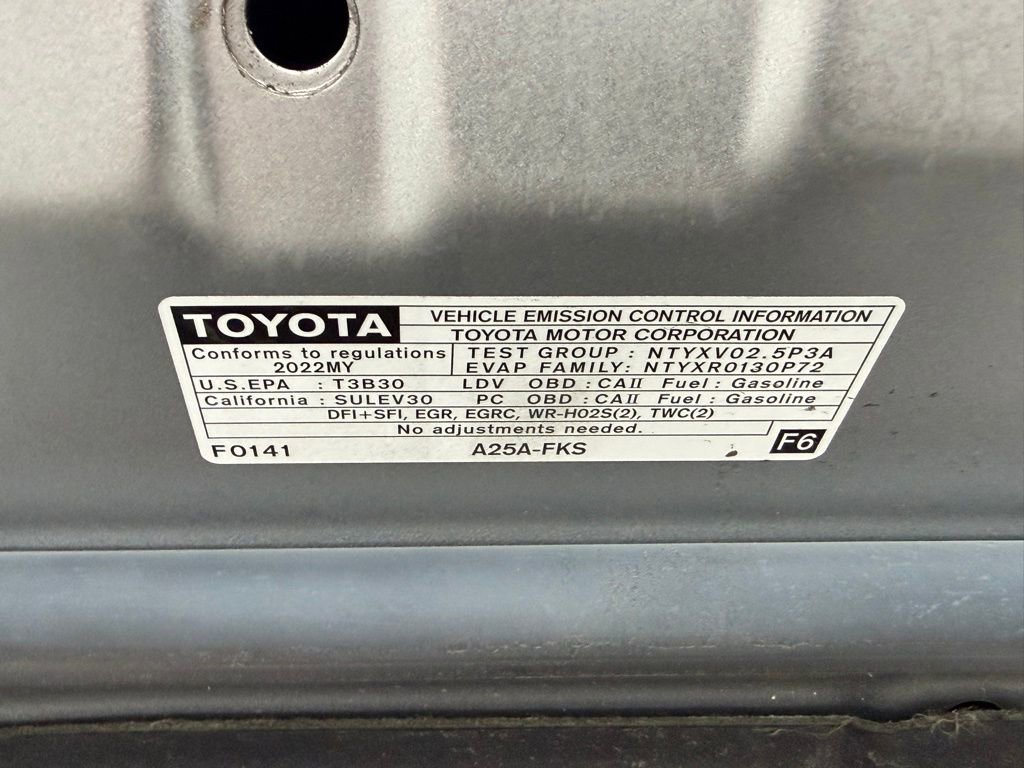 TOYOTA
VEHICLE EMISSION CONTROL INFORMATION
TOYOTA MOTOR CORPORATION
Conforms to regulations
2022MY
TEST GROUP : NTYXV02.5P3A
EVAP FAMILY: NTYXR0130P72
U.S.EPA : T3B30 LDV OBD : CAII Fuel : Gasoline
California : SULEV30 PC OBD : CAII Fuel : Gasoline
DFI+SFI, EGR, EGRC, WR-HO2S(2), TWC(2)
No adjustments needed.
F0141 A25A-FKS F6